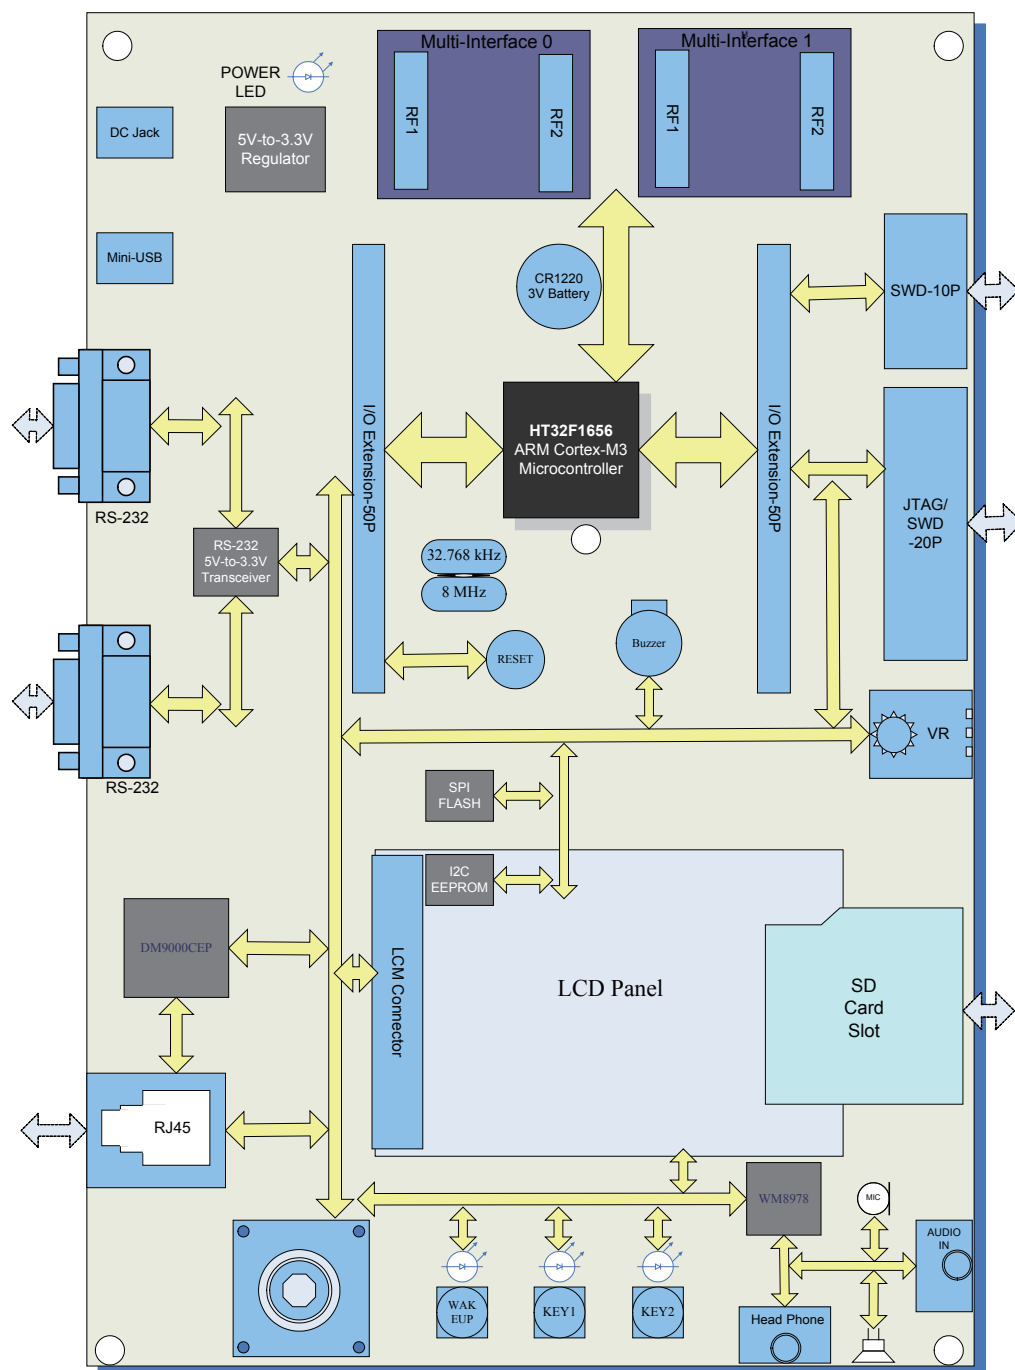 Multi-Interface 0
Multi-Interface 1
POWER
LED
RF1
RF2
RF1
RF2
DC Jack
5V-to-3.3V
Regulator
Mini-USB
CR1220
3V Battery
SWD-10P
I/O Extension-50P
HT32F1656
ARM Cortex-M3
Microcontroller
I/O Extension-50P
RS-232
JTAG/
SWD
-20P
RS-232
5V-to-3.3V
Transceiver
32.768 kHz
8 MHz
RESET
Buzzer
RS-232
VR
SPI
FLASH
I2C
EEPROM
DM9000CEP
LCM Connector
LCD Panel
SD
Card
Slot
RJ45
WM8978
MIC
AUDIO
IN
WAK
EUP
KEY1
KEY2
Head Phone